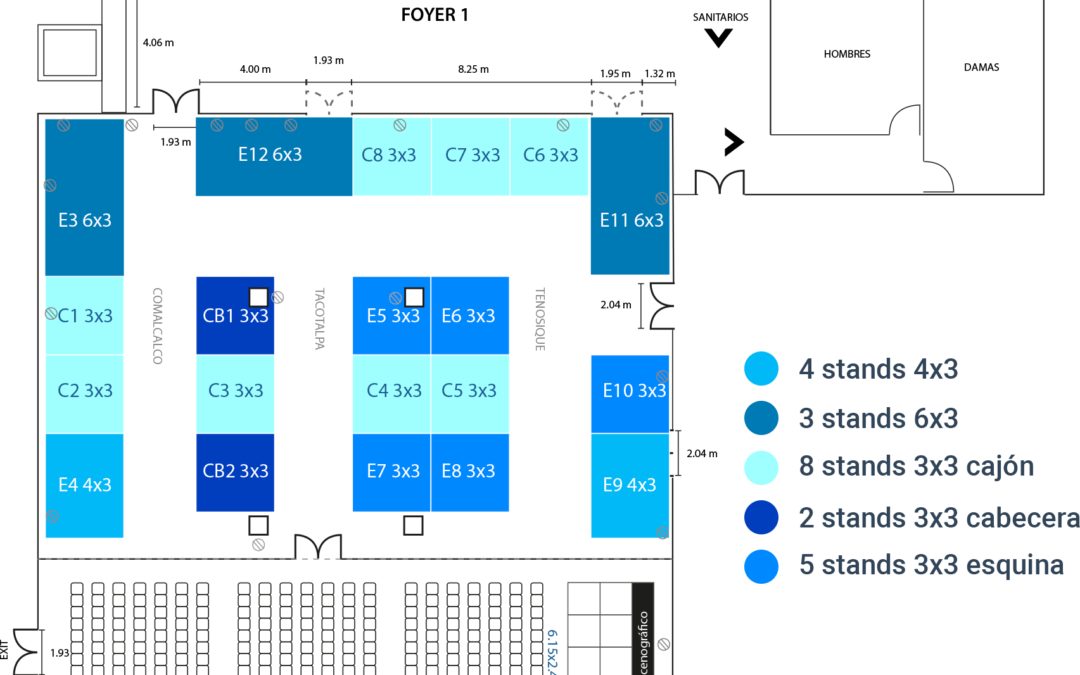 FOYER 1
SANITARIOS
4.06 m
1.93 m
HOMBRES
DAMAS
4.00 m
8.25 m
1.95 m
1.32 m
1.93 m
E12 6x3
C8 3x3
C7 3x3
C6 3x3
E3 6x3
E11 6x3
COMALCALCO
TACOTALPA
TENOSIQUE
2.04 m
C1 3x3
CB1 3x3
E5 3x3
E6 3x3
C2 3x3
C3 3x3
C4 3x3
C5 3x3
E10 3x3
2.04 m
E4 4x3
CB2 3x3
E7 3x3
E8 3x3
E9 4x3
4 stands 4x3
3 stands 6x3
8 stands 3x3 cajón
2 stands 3x3 cabecera
5 stands 3x3 esquina
EXIT
1.93
6.15x2.4
cenográfico